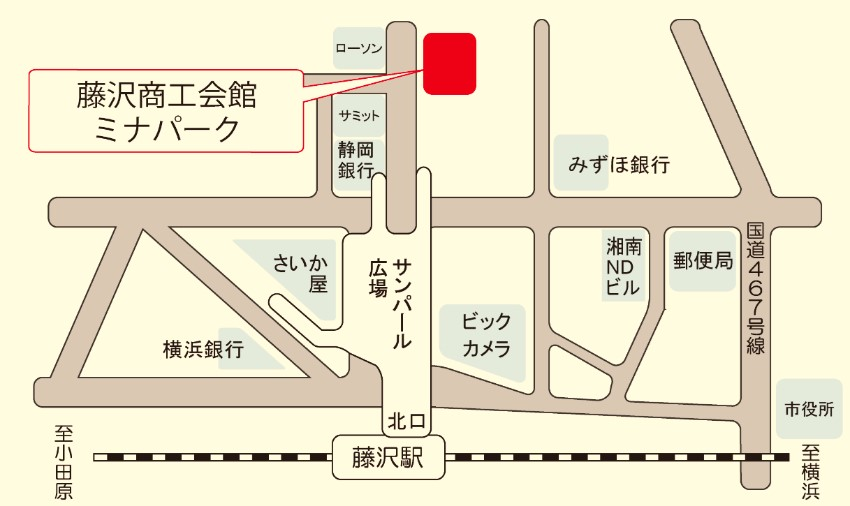 ローソン
藤沢商工会館
ミナパーク
サミット
静岡
銀行
みずほ銀行
さいか
屋
サンパール
広場
湘南
ND
ビル
郵便局
国道467号線
ビック
カメラ
横浜銀行
市役所
北口
藤沢駅
至小田原
至横浜